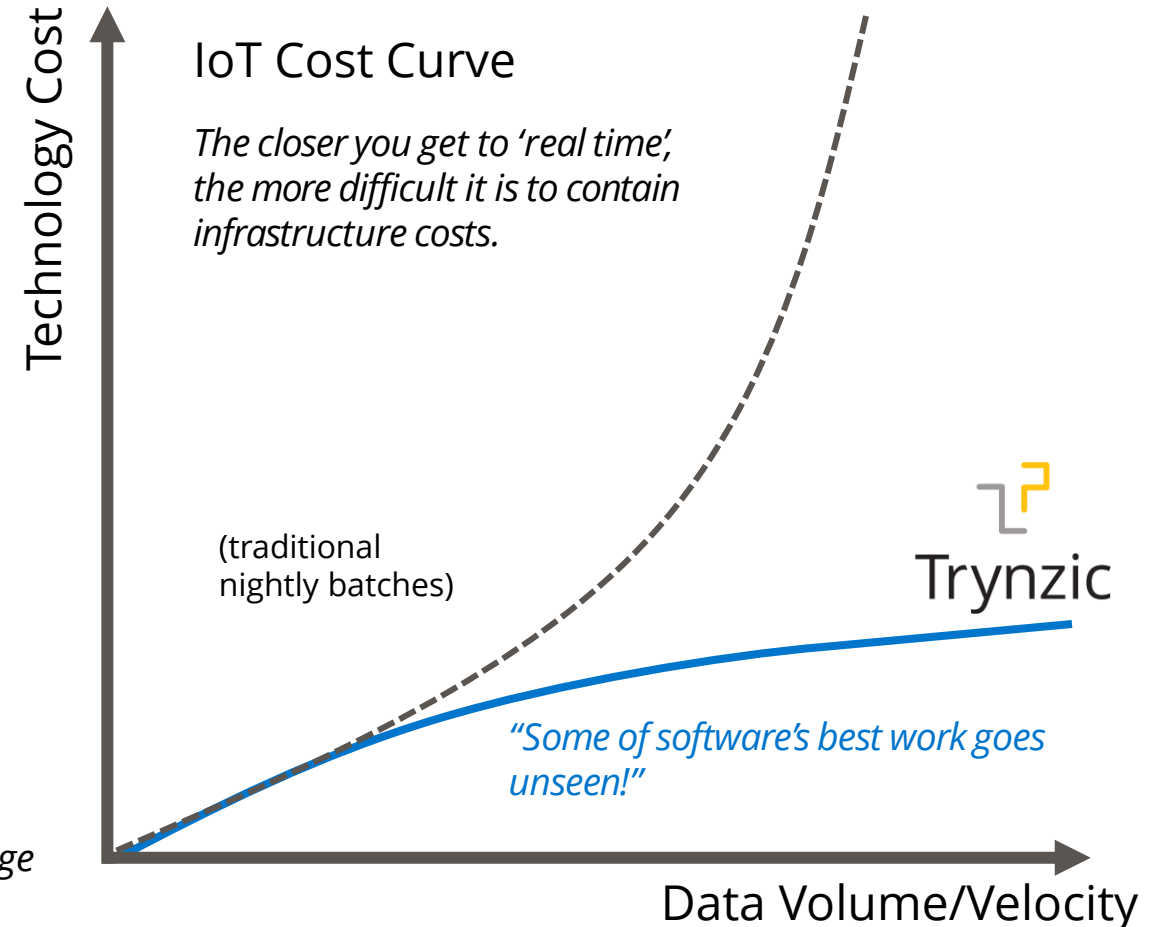 Technology Cost
IoT Cost Curve
The closer you get to ‘real time’,
the more difficult it is to contain
infrastructure costs.
(traditional
nightly batches)
Trynzic
“Some of software’s best work goes
unseen!”
Data Volume/Velocity